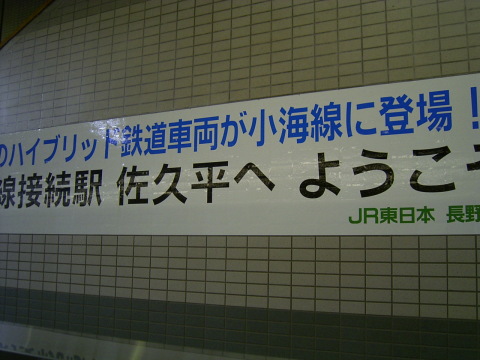 のハイブリッド鉄道車両が小海線に登場！
線接続駅 佐久平へ ようこそ
JR東日本 長野